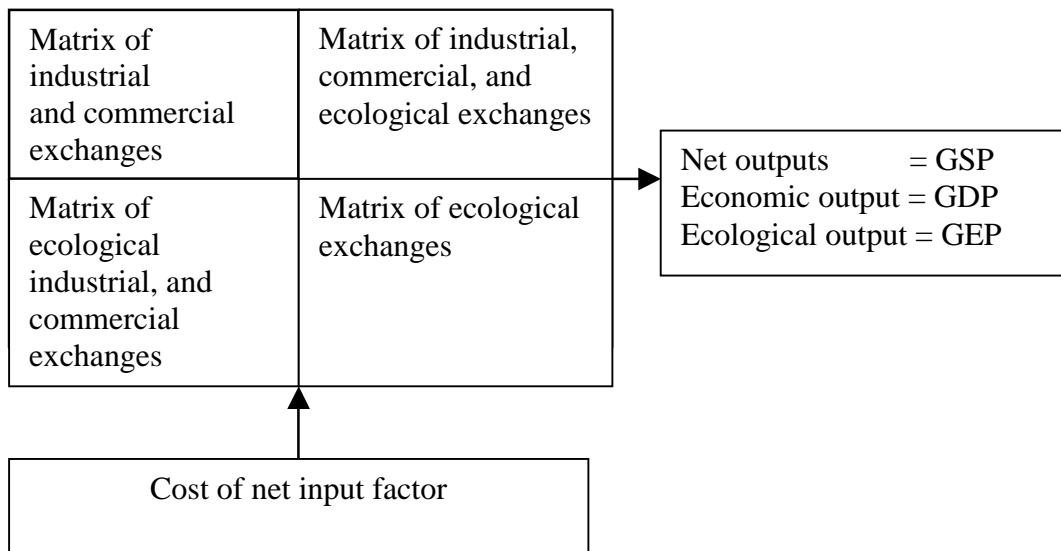 Matrix of
industrial
and commercial
exchanges
Matrix of industrial,
commercial, and
ecological exchanges
Net outputs = GSP
Economic output = GDP
Ecological output = GEP
Matrix of
ecological
industrial, and
commercial
exchanges
Matrix of ecological
exchanges
Cost of net input factor